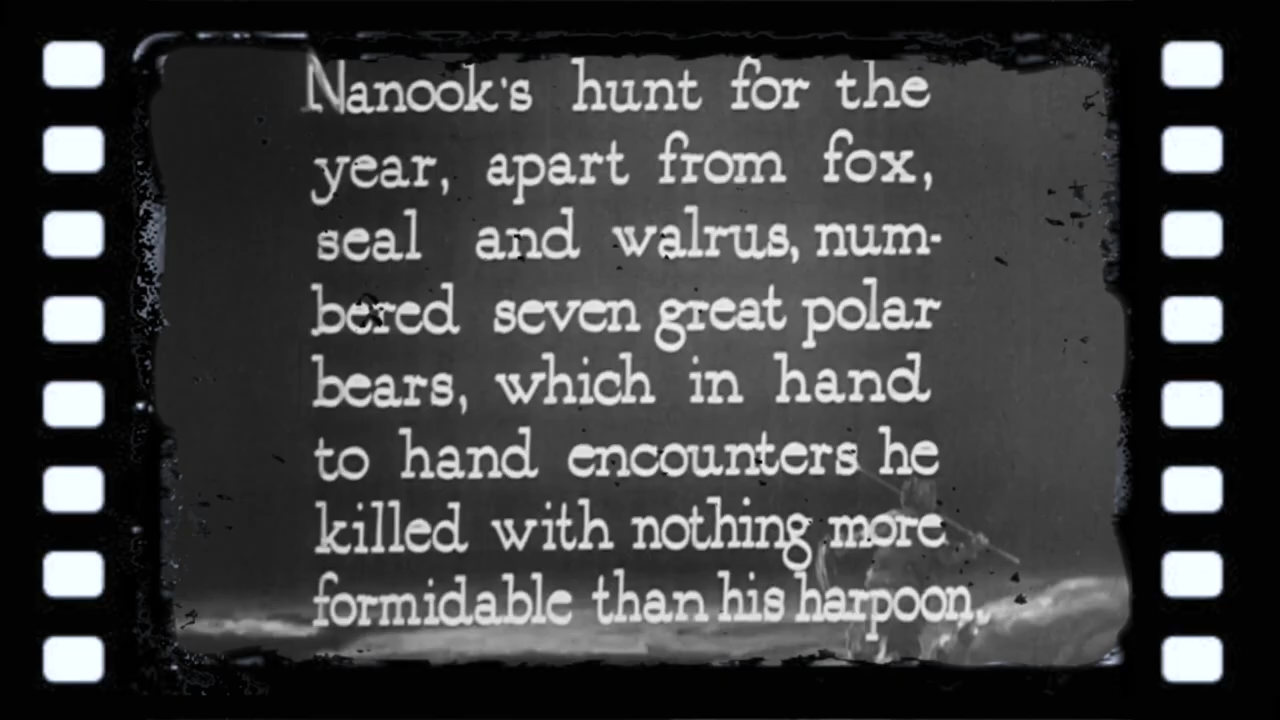 Nanook's hunt for the
year, apart from fox,
seal and walrus, num-
bered seven great polar
bears, which in hand
to hand encounters he
killed with nothing more
formidable than his harpoon.